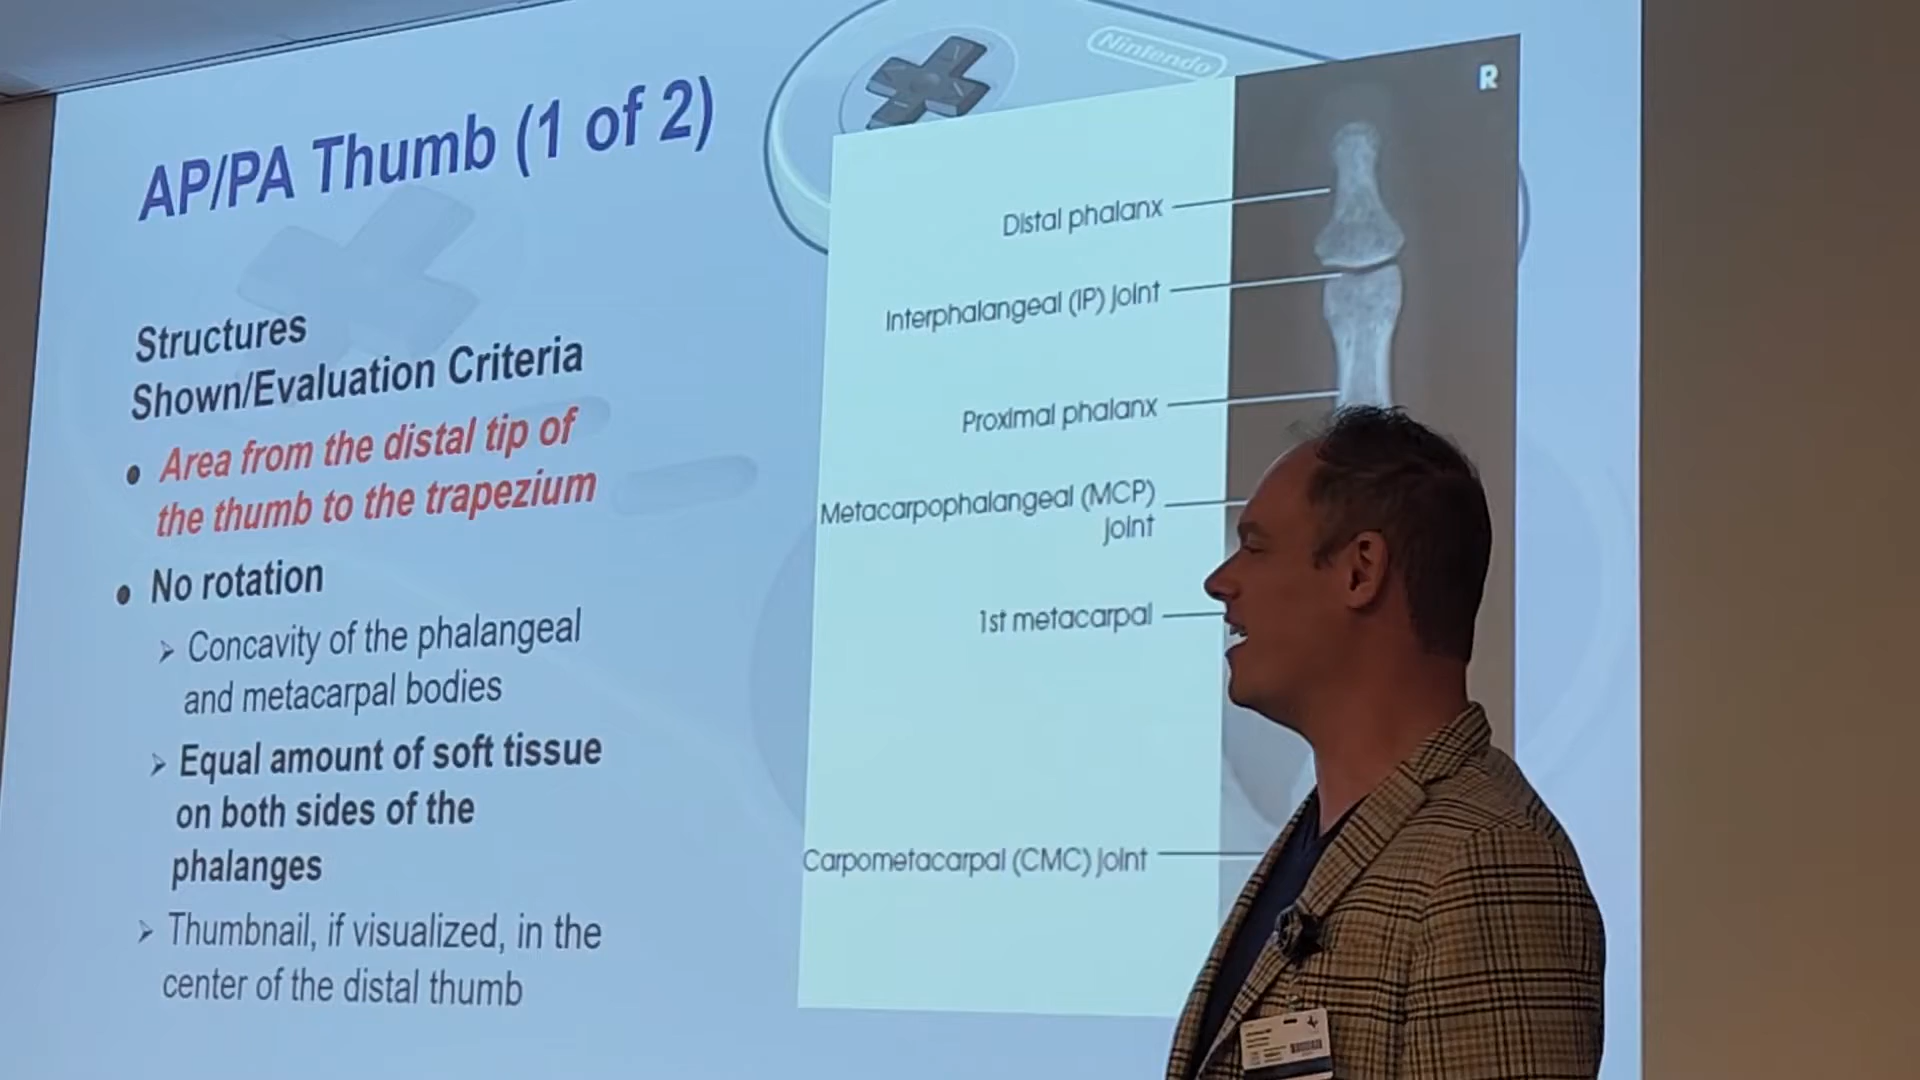 AP/PA Thumb (1 of 2)
Structures
Shown/Evaluation Criteria
• Area from the distal tip of
the thumb to the trapezium
• No rotation
➢ Concavity of the phalangeal
and metacarpal bodies
➢ Equal amount of soft tissue
on both sides of the
phalanges
➢ Thumbnail, if visualized, in the
center of the distal thumb
Nintendo
R
Distal phalanx
Interphalangeal (IP) joint
Proximal phalanx
Metacarpophalangeal (MCP)
joint
1st metacarpal
Carpometacarpal (CMC) joint